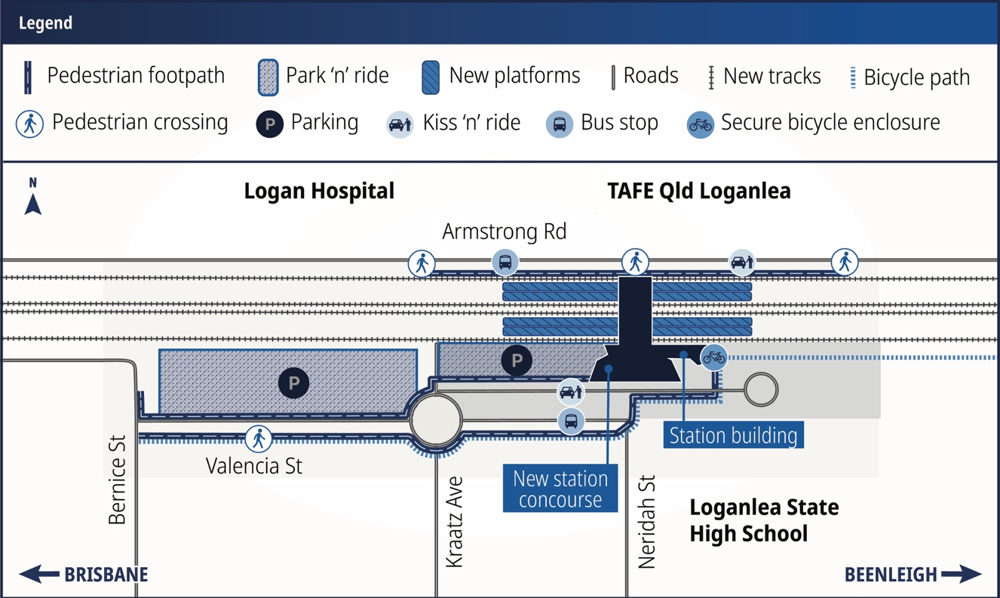 Legend
Pedestrian footpath
Park ‘n’ ride
New platforms
Roads
New tracks
Bicycle path
Pedestrian crossing
P
Parking
Kiss ‘n’ ride
Bus stop
Secure bicycle enclosure
N
Logan Hospital
TAFE Qld Loganlea
Armstrong Rd
P
P
Station building
Valencia St
Bernice St
New station
concourse
Kraatz Ave
Neridah St
Loganlea State
High School
BRISBANE
BEENLEIGH